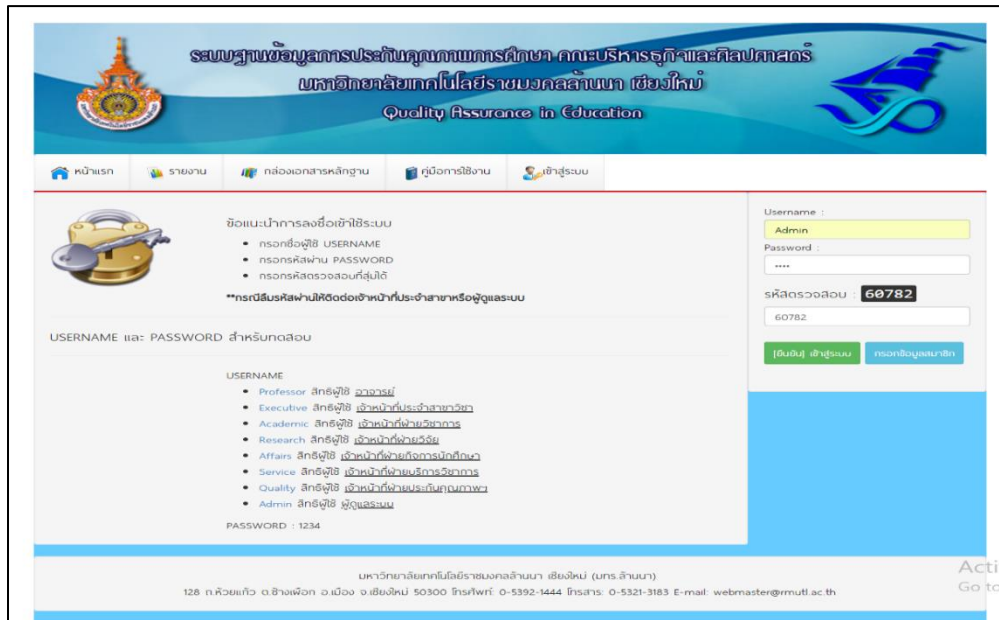 ระบบฐานข้อมูลการประกันคุณภาพการศึกษา คณะบริหารธุรกิจและศิลปศาสตร์
มหาวิทยาลัยเทคโนโลยีราชมงคลล้านนา เชียงใหม่
Quality Assurance in Education
หน้าแรก รายงาน กล่องเอกสารหลักฐาน คู่มือการใช้งาน เข้าสู่ระบบ
ข้อแนะนำการลงชื่อเข้าใช้ระบบ
• กรอกชื่อผู้ใช้ USERNAME
• กรอกรหัสผ่าน PASSWORD
• กรอกรหัสตรวจสอบที่สุ่มได้
**กรณีลืมรหัสผ่านให้ติดต่อเจ้าหน้าที่ประจำสาขาหรือผู้ดูแลระบบ
USERNAME และ PASSWORD สำหรับทดสอบ
USERNAME
• Professor สิทธิผู้ใช้ อาจารย์
• Executive สิทธิผู้ใช้ เจ้าหน้าที่ประจำสาขาวิชา
• Academic สิทธิผู้ใช้ เจ้าหน้าที่ฝ่ายวิชาการ
• Research สิทธิผู้ใช้ เจ้าหน้าที่ฝ่ายวิจัย
• Affairs สิทธิผู้ใช้ เจ้าหน้าที่ฝ่ายกิจการนักศึกษา
• Service สิทธิผู้ใช้ เจ้าหน้าที่ฝ่ายบริการวิชาการ
• Quality สิทธิผู้ใช้ เจ้าหน้าที่ฝ่ายประกันคุณภาพฯ
• Admin สิทธิผู้ใช้ ผู้ดูแลระบบ
PASSWORD : 1234
Username :
Admin
Password :
••••
รหัสตรวจสอบ : 60782
60782
[ยืนยัน] เข้าสู่ระบบ กรอกข้อมูลสมาชิก
มหาวิทยาลัยเทคโนโลยีราชมงคลล้านนา เชียงใหม่ (มทร.ล้านนา)
128 ถ.ห้วยแก้ว ต.ช้างเผือก อ.เมือง จ.เชียงใหม่ 50300 โทรศัพท์: 0-5392-1444 โทรสาร: 0-5321-3183 E-mail: webmaster@rmutl.ac.th
Acti
Go to